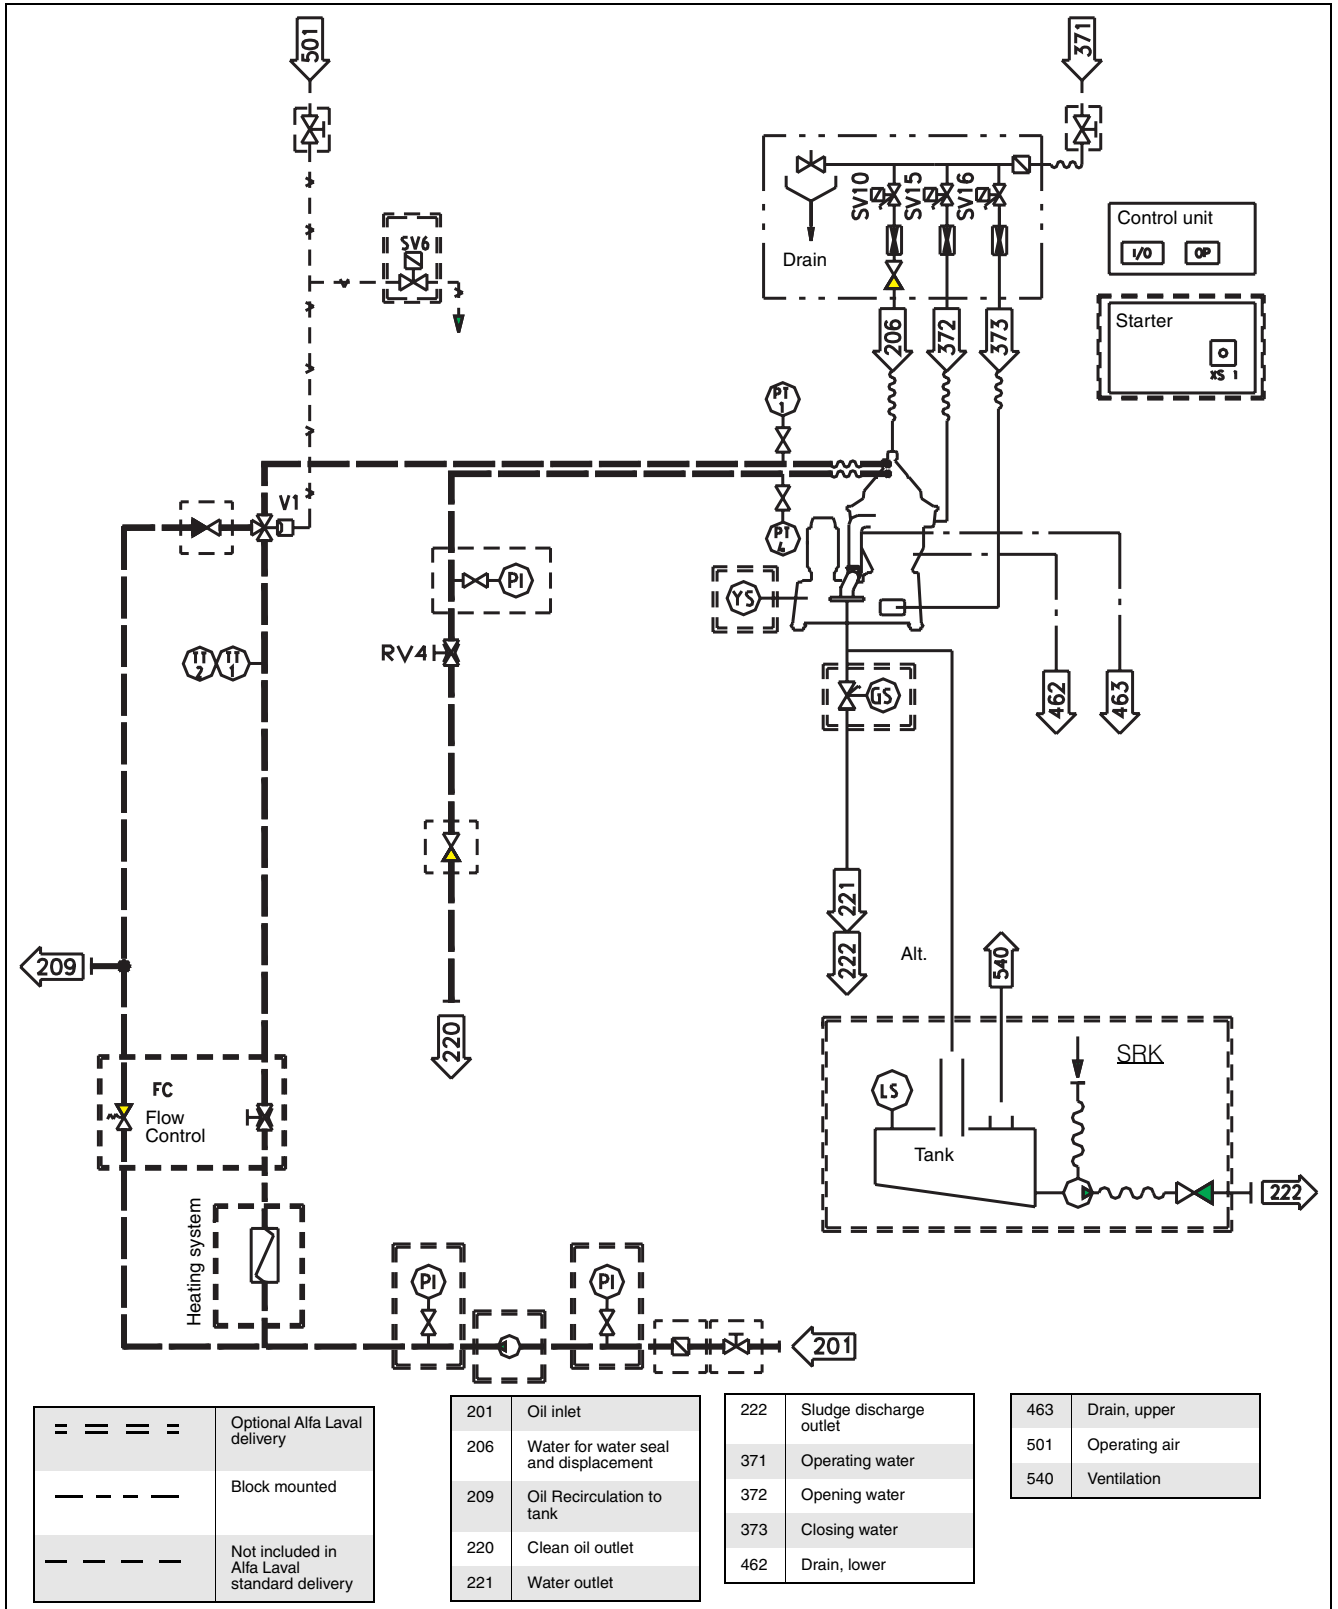 501
371
SV10
SV15
SV16
Drain
Control unit
I/O
OP
SV6
Starter
XS 1
206
372
373
PT
1
V1
PT
4
PI
YS
RV4
TT
2
TT
1
GS
462
463
221
222
Alt.
540
209
220
SRK
FC
Flow
Control
LS
Tank
222
Heating system
PI
PI
201
Optional Alfa Laval
delivery
Block mounted
Not included in
Alfa Laval
standard delivery
201 Oil inlet
206 Water for water seal
and displacement
209 Oil Recirculation to
tank
220 Clean oil outlet
221 Water outlet
222 Sludge discharge
outlet
371 Operating water
372 Opening water
373 Closing water
462 Drain, lower
463 Drain, upper
501 Operating air
540 Ventilation